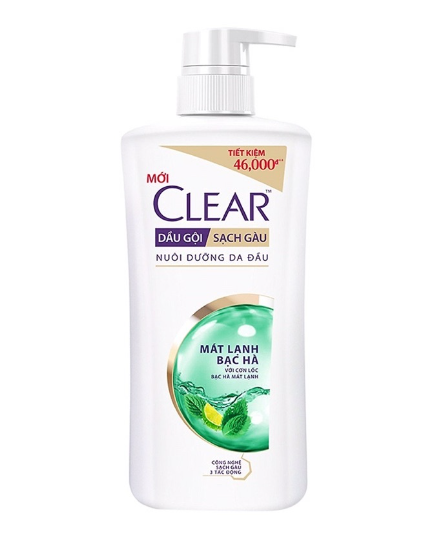 TIẾT KIỆM
46,000đ**
MỚI
CLEAR™
DẦU GỘI SẠCH GÀU
NUÔI DƯỠNG DA ĐẦU
MÁT LẠNH
BẠC HÀ
VỚI CƠN LỐC
BẠC HÀ MÁT LẠNH
CÔNG NGHỆ
SẠCH GÀU
3 TÁC ĐỘNG